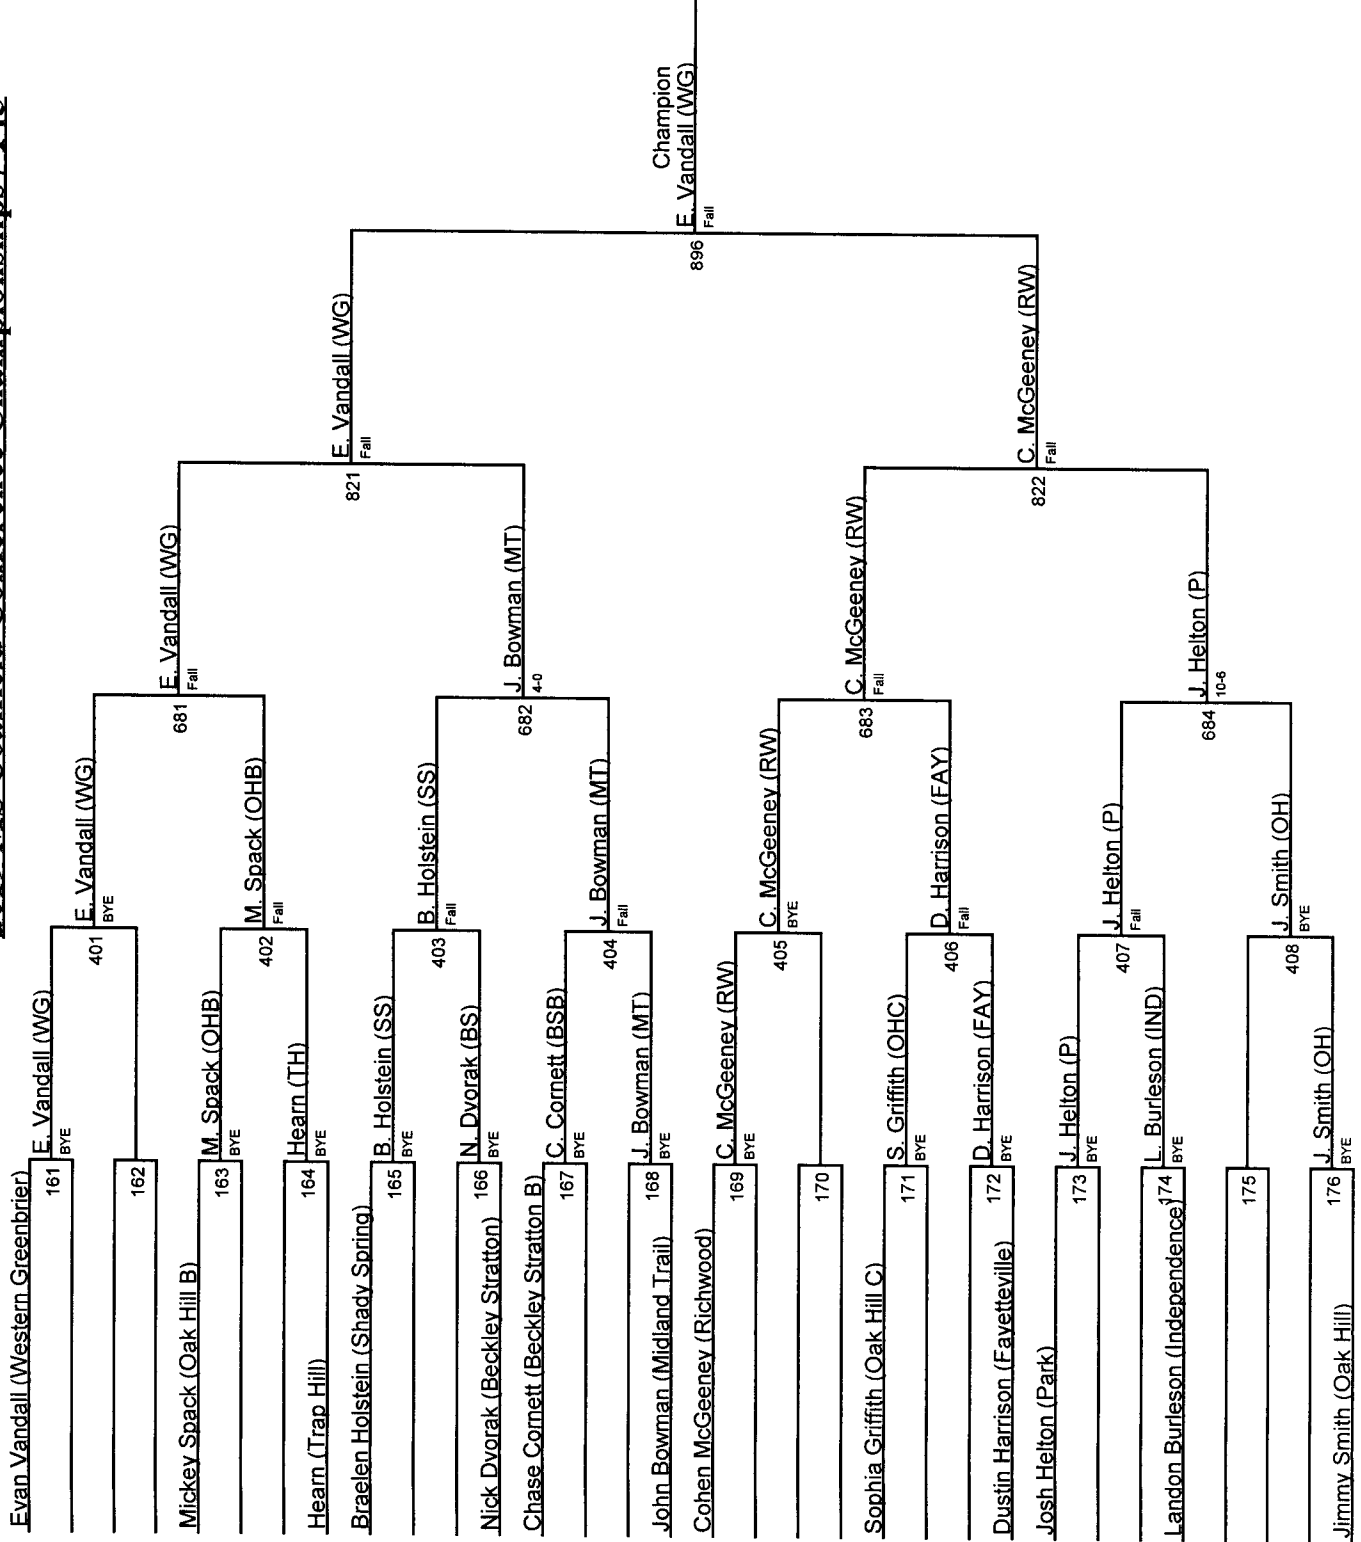 Champion
E. Vandall (WG)
Fall
896
E. Vandall (WG)
Fall
821
C. McGeeney (RW)
Fall
822
E. Vandall (WG)
Fall
681
J. Bowman (MT)
4-0
682
C. McGeeney (RW)
Fall
683
J. Helton (P)
10-6
684
E. Vandall (WG)
BYE
401
M. Spack (OHB)
Fall
402
B. Holstein (SS)
Fall
403
J. Bowman (MT)
Fall
404
C. McGeeney (RW)
BYE
405
D. Harrison (FAY)
Fall
406
J. Helton (P)
Fall
407
J. Smith (OH)
BYE
408
E. Vandall (WG)
BYE
161
162
M. Spack (OHB)
BYE
163
Hearn (TH)
BYE
164
B. Holstein (SS)
BYE
165
N. Dvorak (BS)
BYE
166
C. Cornett (BSB)
BYE
167
J. Bowman (MT)
BYE
168
C. McGeeney (RW)
BYE
169
170
S. Griffith (OHC)
BYE
171
D. Harrison (FAY)
BYE
172
J. Helton (P)
BYE
173
L. Burleson (IND)
BYE
174
175
J. Smith (OH)
BYE
176
Evan Vandall (Western Greenbrier)
Mickey Spack (Oak Hill B)
Hearn (Trap Hill)
Braelen Holstein (Shady Spring)
Nick Dvorak (Beckley Stratton)
Chase Cornett (Beckley Stratton B)
John Bowman (Midland Trail)
Cohen McGeeney (Richwood)
Sophia Griffith (Oak Hill C)
Dustin Harrison (Fayetteville)
Josh Helton (Park)
Landon Burleson (Independence)
Jimmy Smith (Oak Hill)